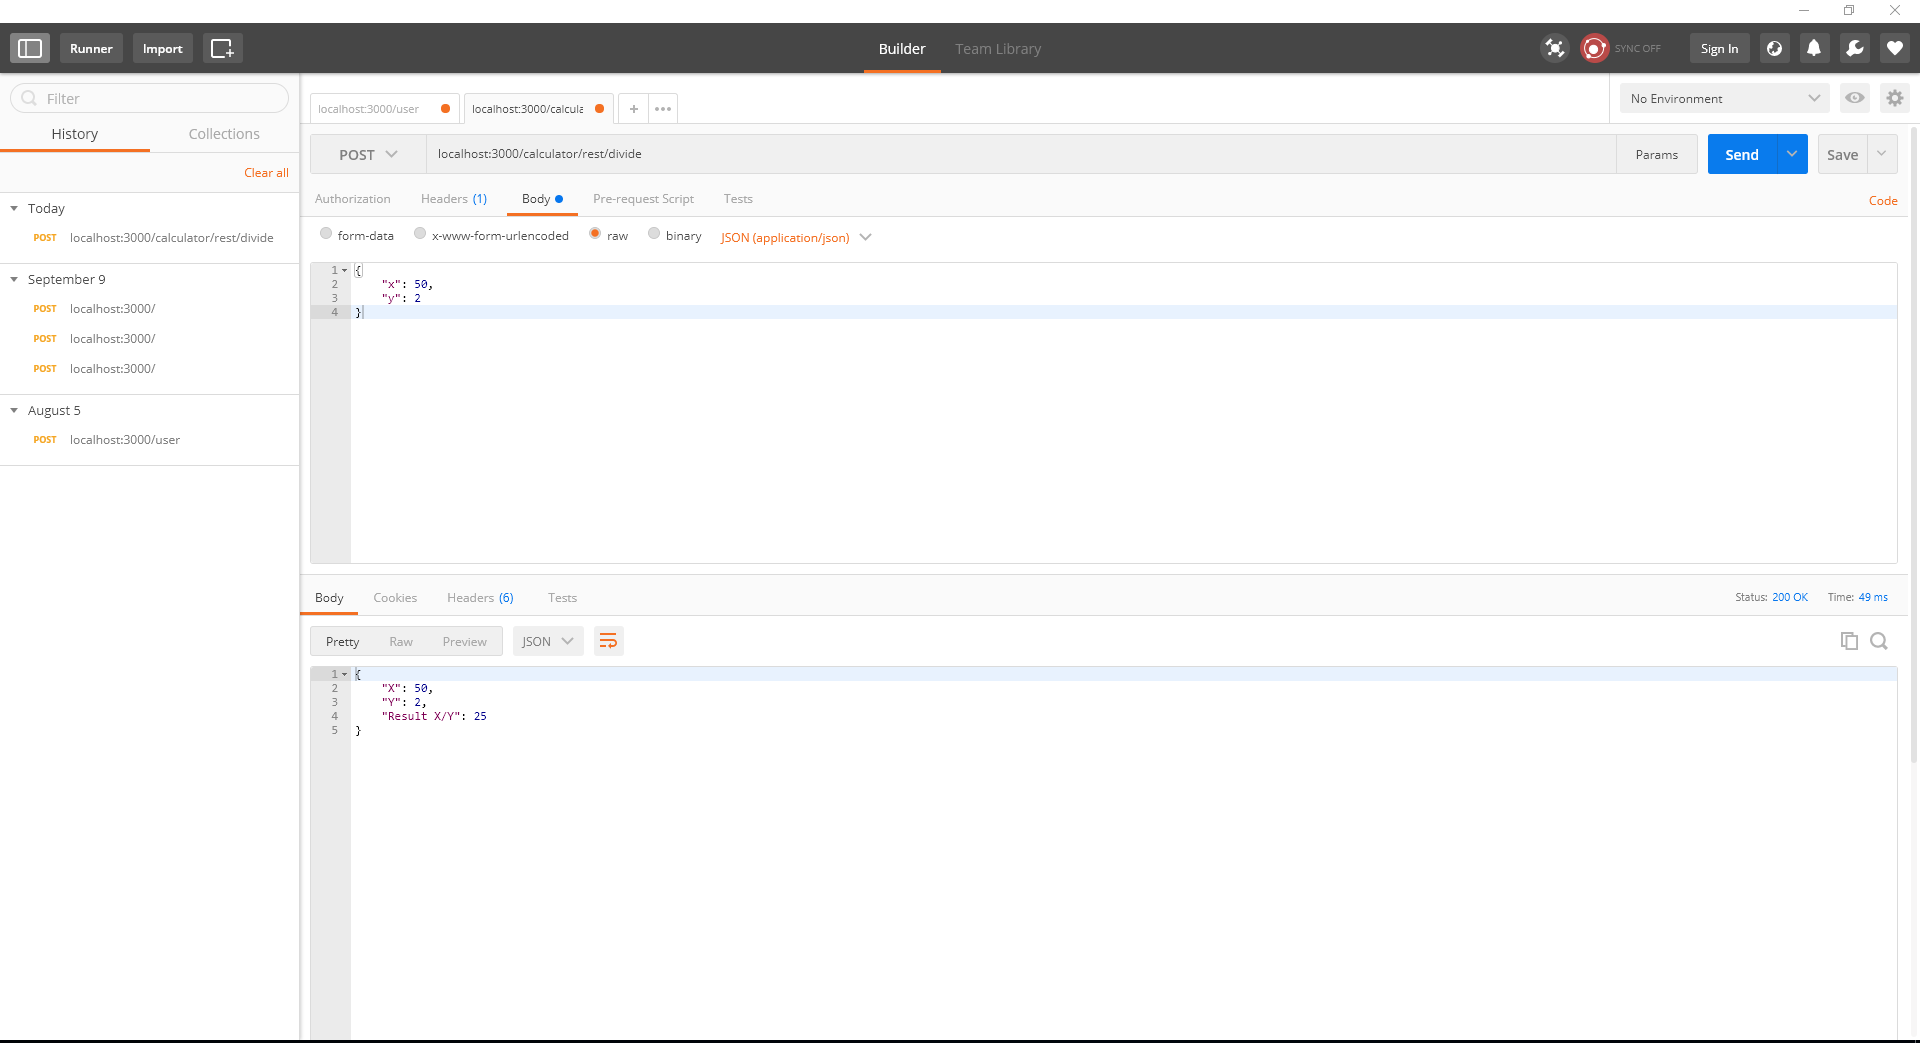 Runner Import Builder Team Library SYNC OFF Sign In
Filter
History Collections
Clear all
Today
POST localhost:3000/calculator/rest/divide
September 9
POST localhost:3000/
POST localhost:3000/
POST localhost:3000/
August 5
POST localhost:3000/user
localhost:3000/user localhost:3000/calcula + ••• No Environment
POST localhost:3000/calculator/rest/divide Params Send Save
Authorization Headers (1) Body Pre-request Script Tests Code
form-data x-www-form-urlencoded raw binary JSON (application/json)
1 {
2 "x": 50,
3 "y": 2
4 }
Body Cookies Headers (6) Tests Status: 200 OK Time: 49 ms
Pretty Raw Preview JSON
1 {
2 "X": 50,
3 "Y": 2,
4 "Result X/Y": 25
5 }